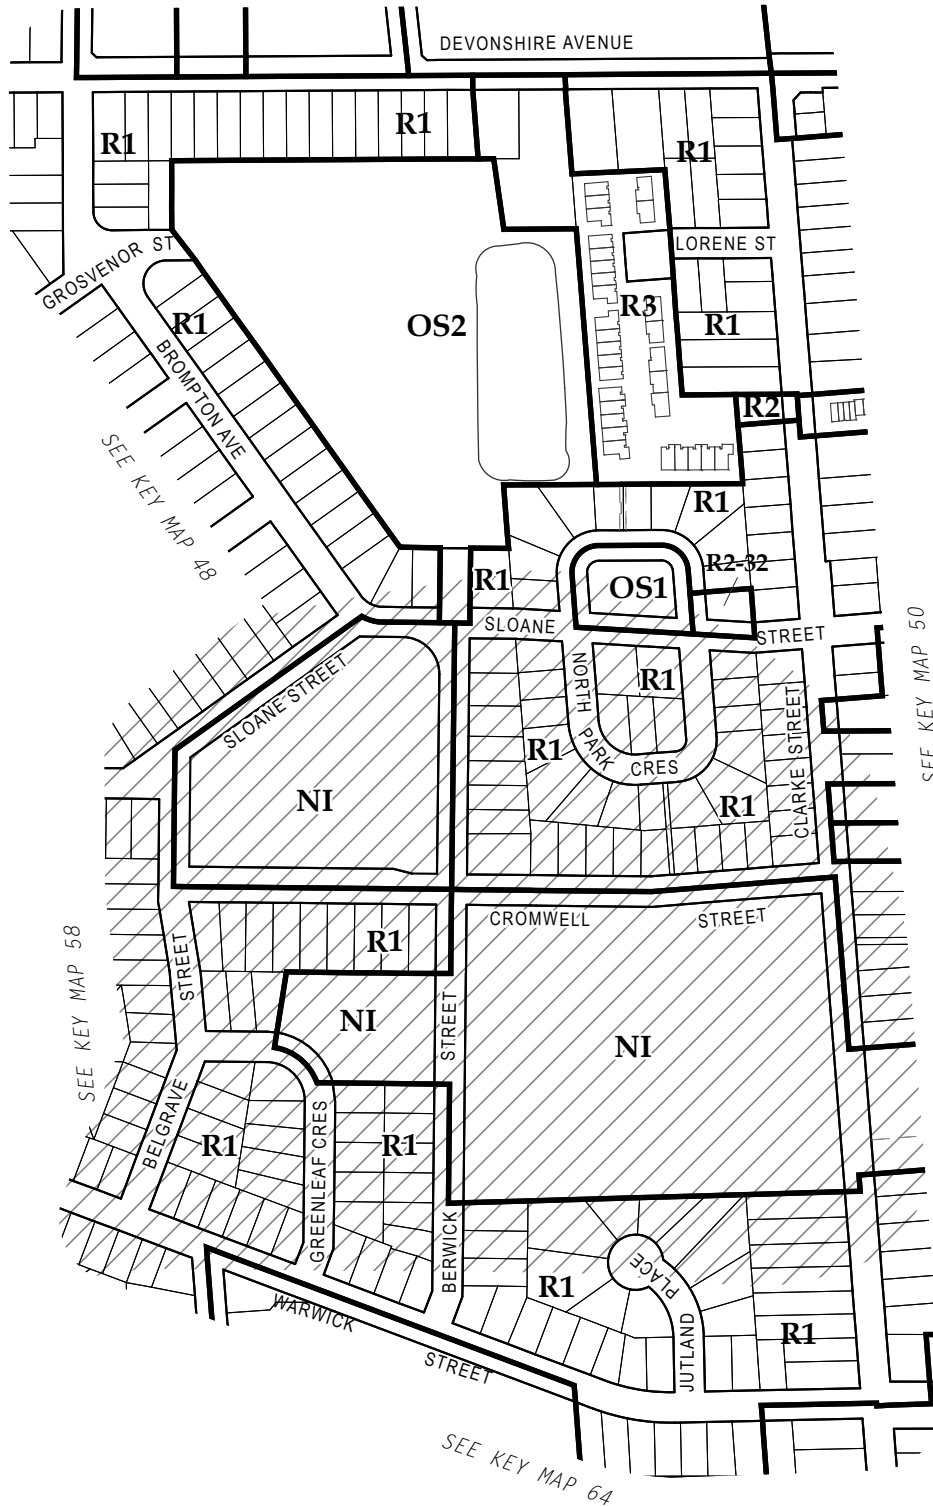 DEVONSHIRE AVENUE
R1
R1
R1
LORENE ST
GROSVENOR ST
R3
R1
R1
OS2
BROMPTON AVE
R2
SEE KEY MAP 48
R1
R2-32
R1
OS1
SLOANE STREET
SEE KEY MAP 50
NORTH PARK CRES
R1
SLOANE STREET
CLARKE STREET
R1
NI
R1
CROMWELL STREET
R1
SEE KEY MAP 58
STREET
NI
STREET
NI
BELGRAVE
GREENLEAF CRES
R1
R1
BERWICK
PLACE
R1
WARWICK
JUTLAND
R1
STREET
SEE KEY MAP 64